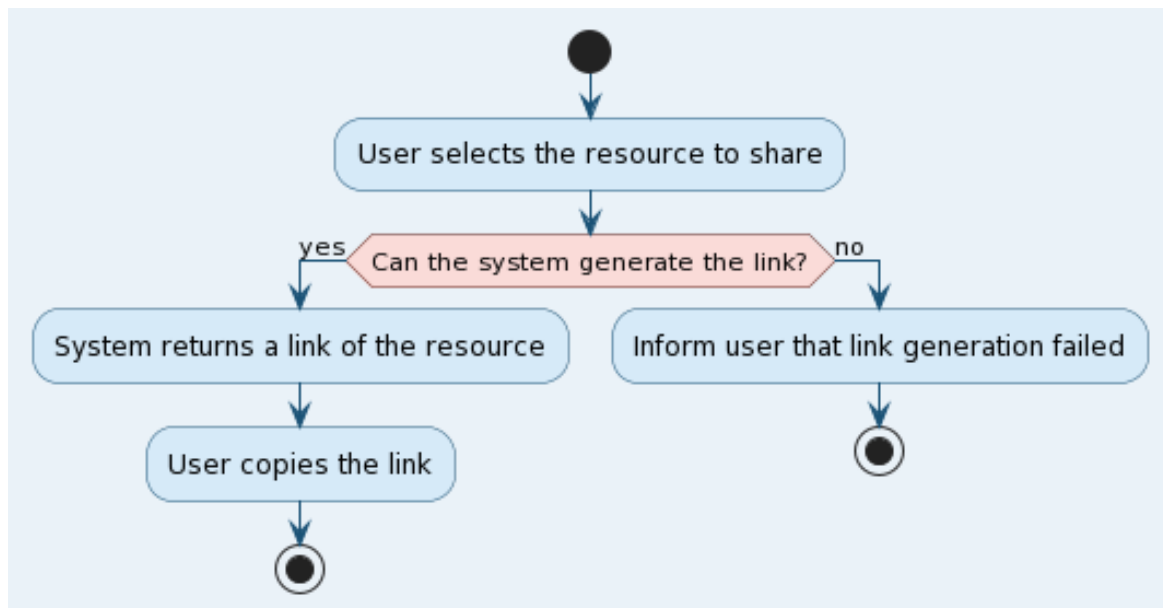 User selects the resource to share
yes
Can the system generate the link?
no
System returns a link of the resource
Inform user that link generation failed
User copies the link